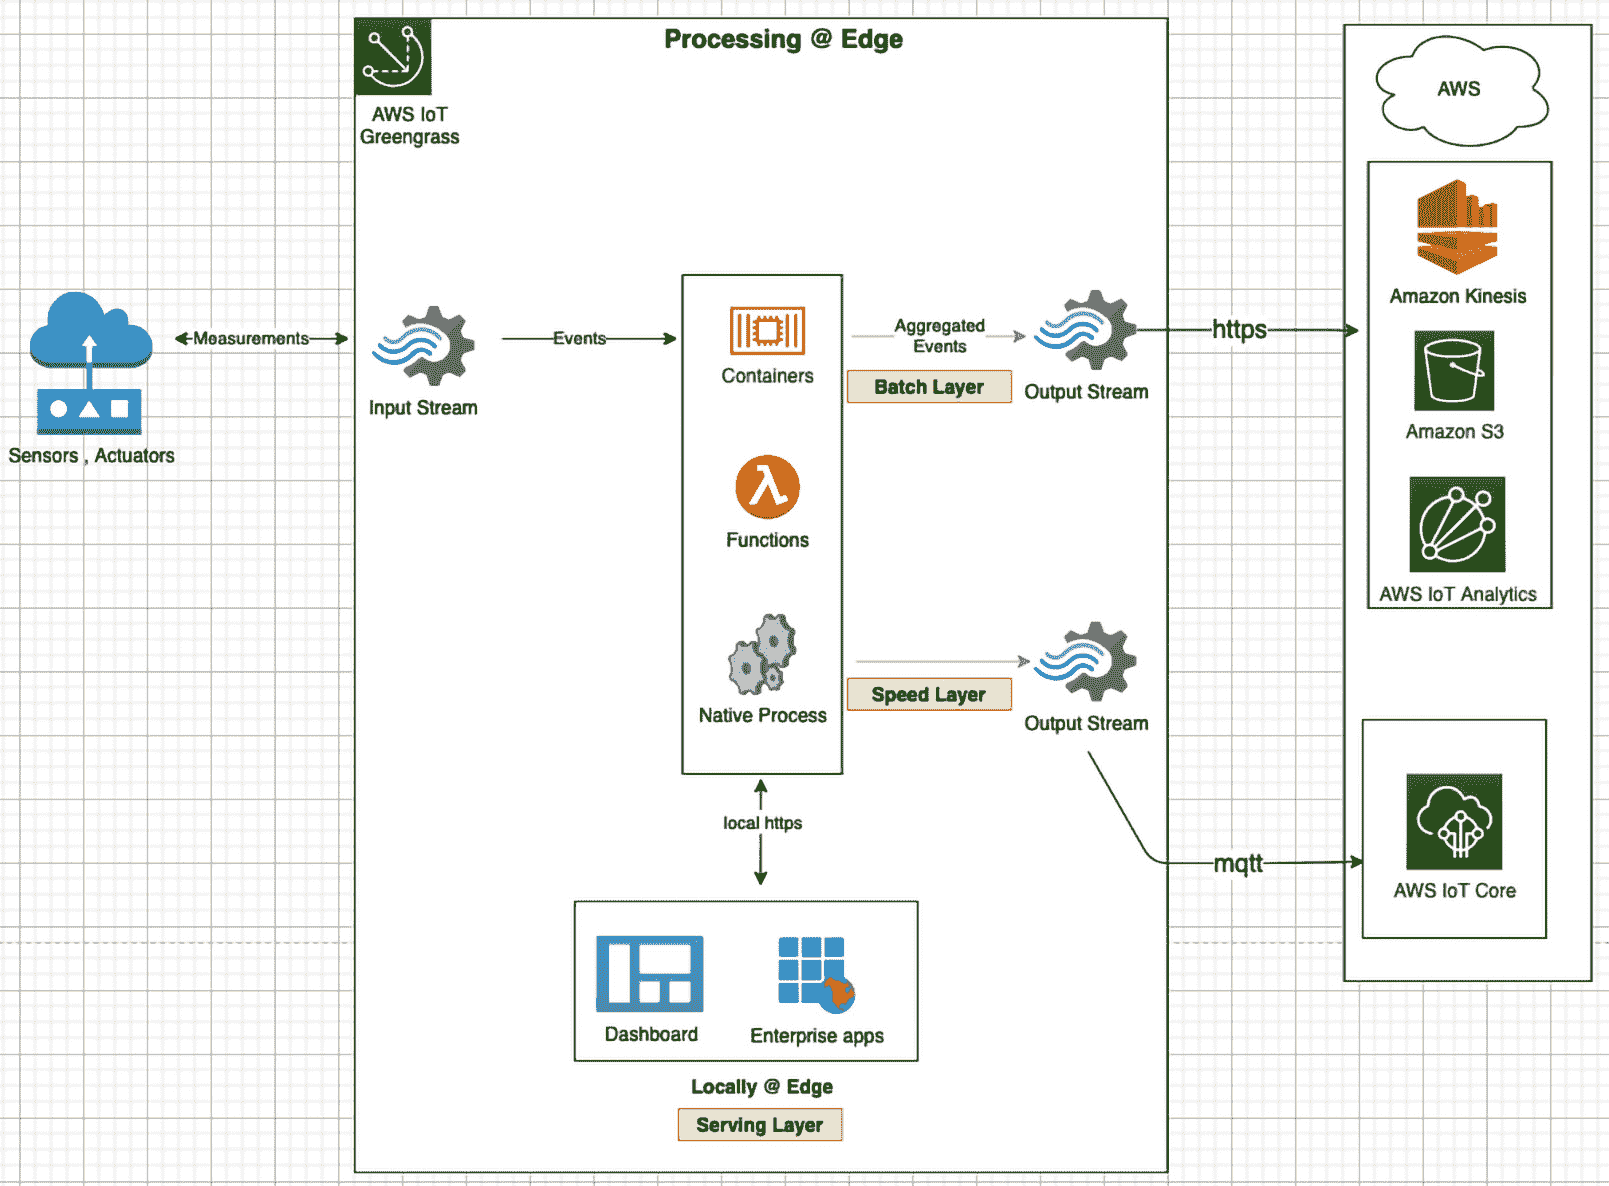 Processing @ Edge
AWS IoT
Greengrass
Sensors , Actuators
Measurements
Input Stream
Events
Containers
Functions
Native Process
Aggregated
Events
Batch Layer
Output Stream
Speed Layer
Output Stream
local https
Dashboard
Enterprise apps
Locally @ Edge
Serving Layer
https
mqtt
AWS
Amazon Kinesis
Amazon S3
AWS IoT Analytics
AWS IoT Core